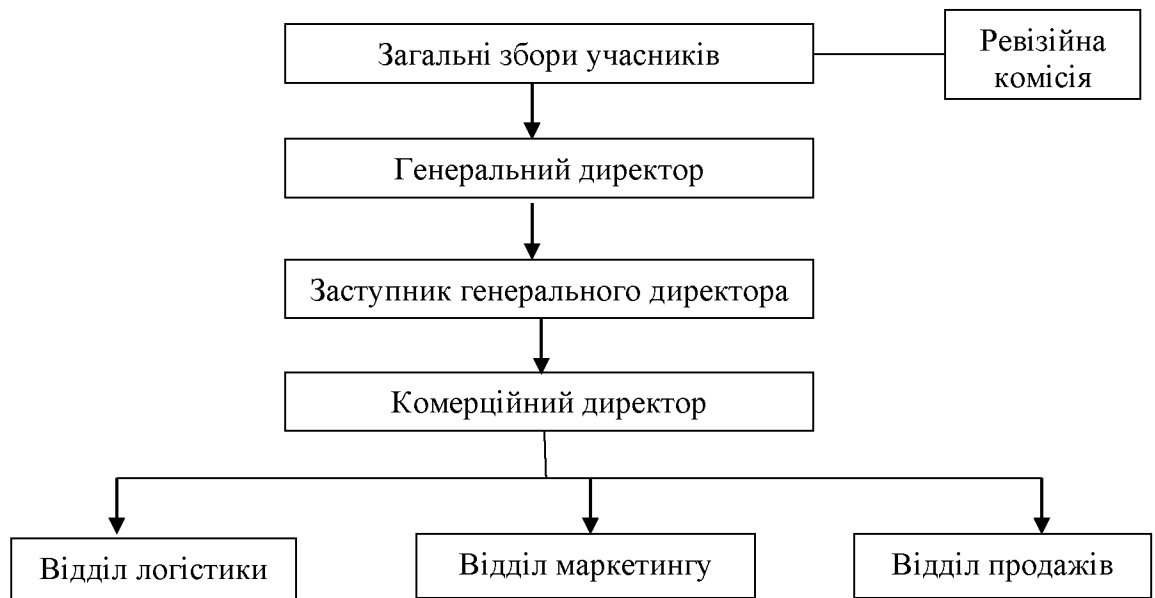 Загальні збори учасників
Ревізійна
комісія
Генеральний директор
Заступник генерального директора
Комерційний директор
Відділ логістики
Відділ маркетингу
Відділ продажів